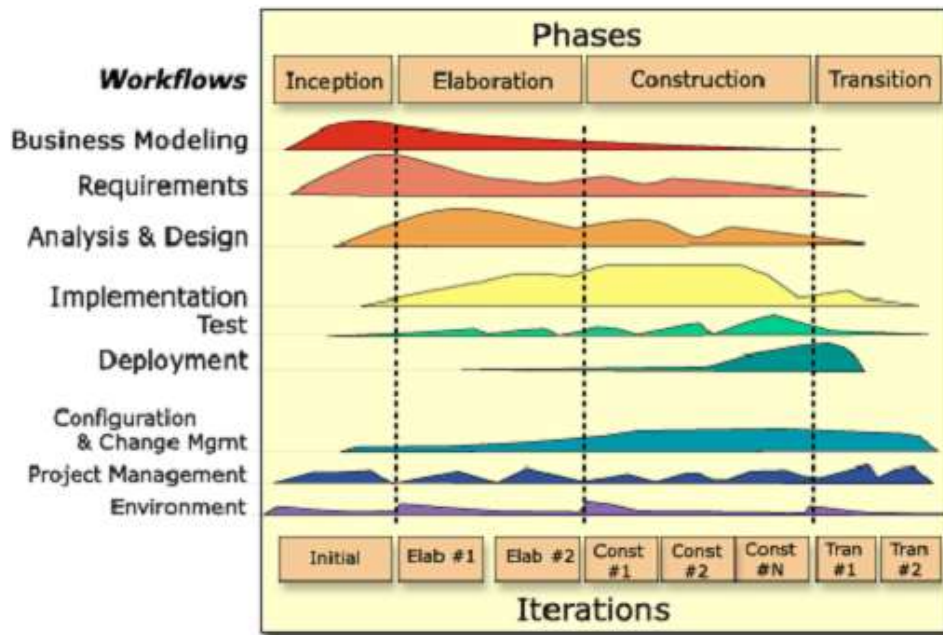 Phases
Workflows
Inception
Elaboration
Construction
Transition
Business Modeling
Requirements
Analysis & Design
Implementation
Test
Deployment
Configuration
& Change Mgmt
Project Management
Environment
Initial
Elab #1
Elab #2
Const
#1
Const
#2
Const
#N
Tran
#1
Tran
#2
Iterations